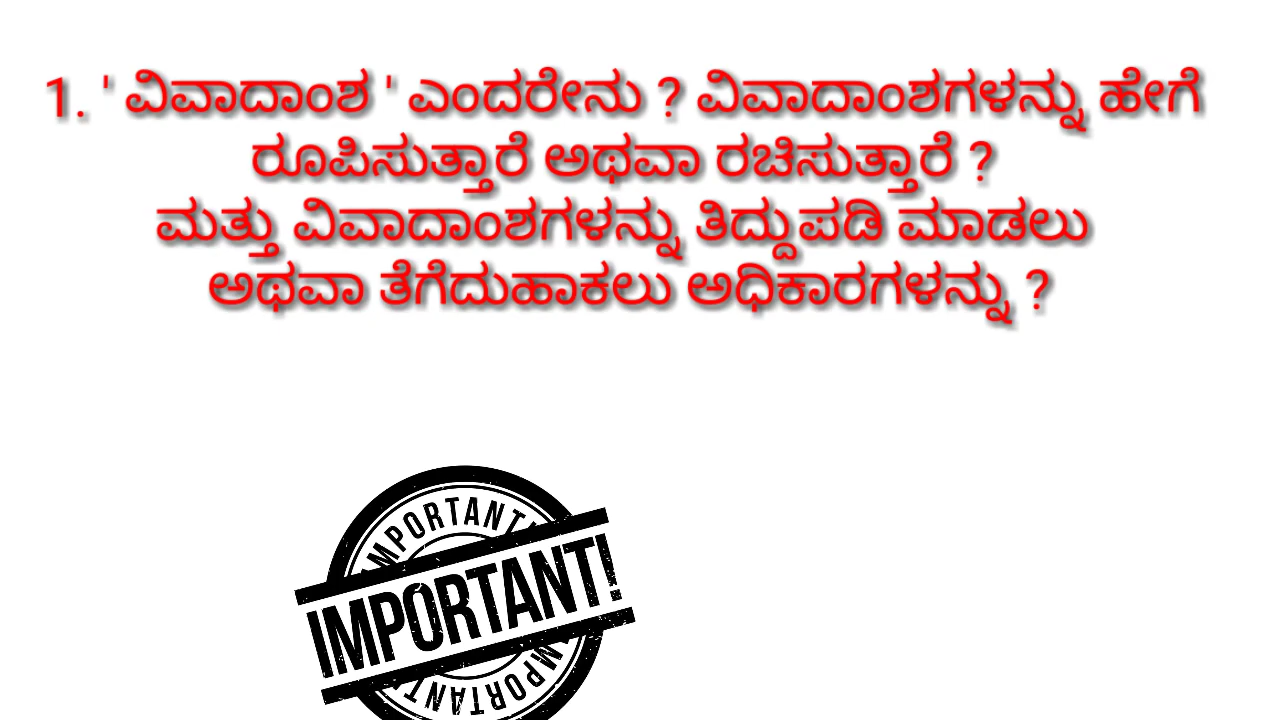 1. ' ವಿವಾದಾಂಶ ' ಎಂದರೇನು ? ವಿವಾದಾಂಶಗಳನ್ನು ಹೇಗೆ
ರೂಪಿಸುತ್ತಾರೆ ಅಥವಾ ರಚಿಸುತ್ತಾರೆ ?
ಮತ್ತು ವಿವಾದಾಂಶಗಳನ್ನು ತಿದ್ದುಪಡಿ ಮಾಡಲು
ಅಥವಾ ತೆಗೆದುಹಾಕಲು ಅಧಿಕಾರಗಳನ್ನು ?
IMPORTANT!
IMPORTANT!
IMPORTANT